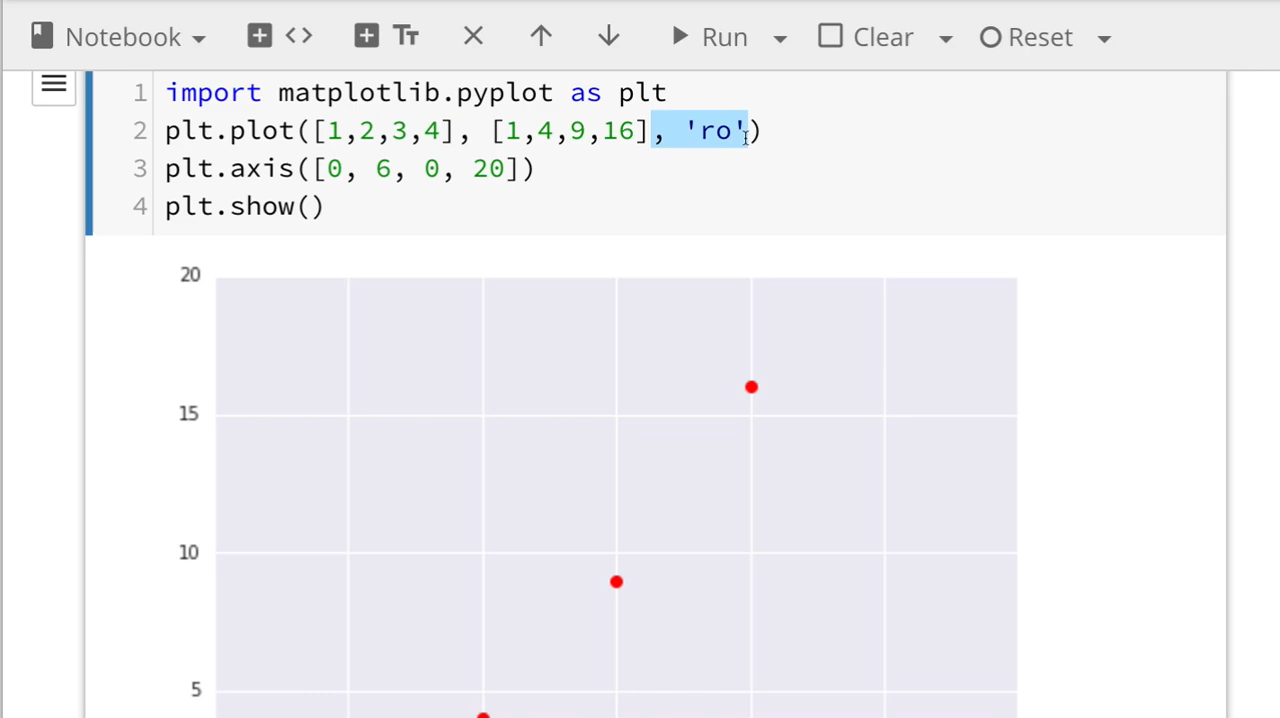 Notebook Run Clear Reset
1 import matplotlib.pyplot as plt
2 plt.plot([1,2,3,4], [1,4,9,16], 'ro')
3 plt.axis([0, 6, 0, 20])
4 plt.show()
20
15
10
5